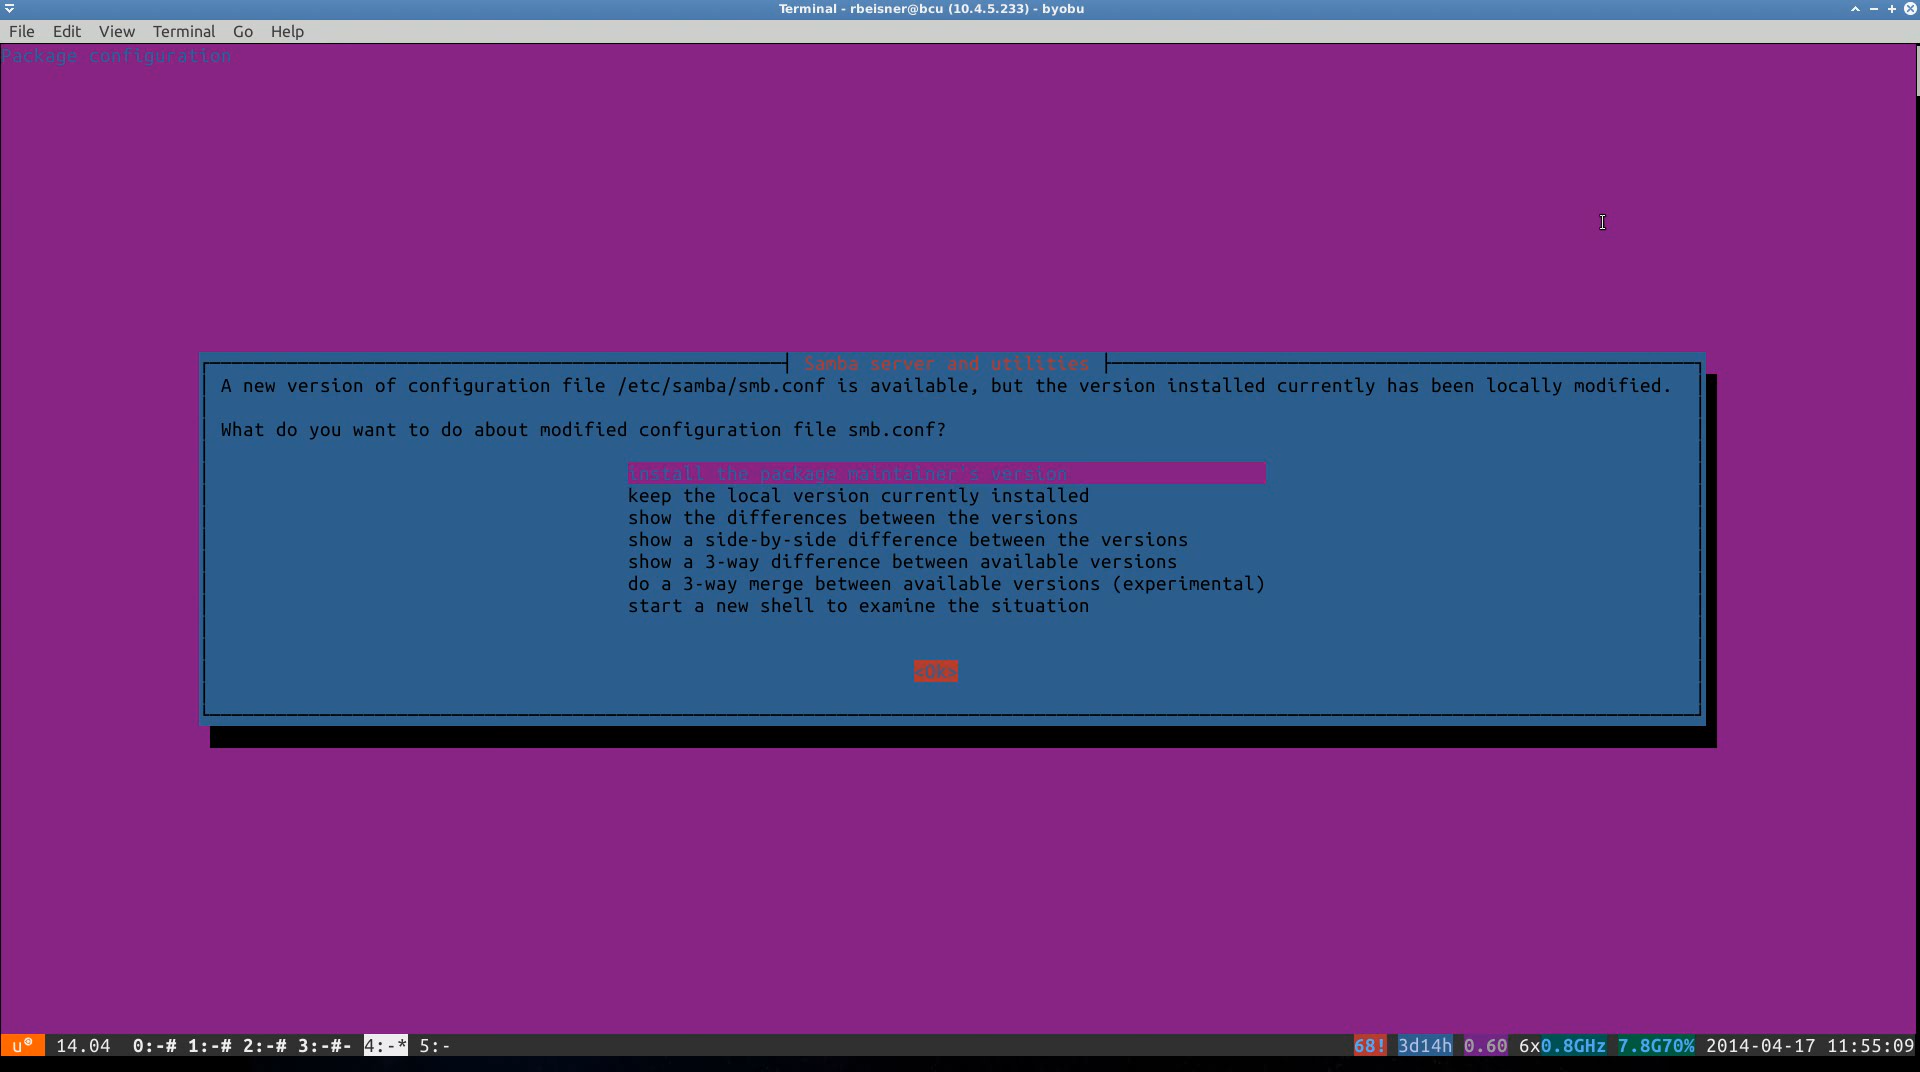 Terminal - rbeisner@bcu (10.4.5.233) - byobu
File Edit View Terminal Go Help
Package configuration
Samba server and utilities
A new version of configuration file /etc/samba/smb.conf is available, but the version installed currently has been locally modified.
What do you want to do about modified configuration file smb.conf?
install the package maintainer's version
keep the local version currently installed
show the differences between the versions
show a side-by-side difference between the versions
show a 3-way difference between available versions
do a 3-way merge between available versions (experimental)
start a new shell to examine the situation
<Ok>
u® 14.04 0:-# 1:-# 2:-# 3:-#- 4:-* 5:- 68! 3d14h 0.60 6x0.8GHz 7.8G70% 2014-04-17 11:55:09